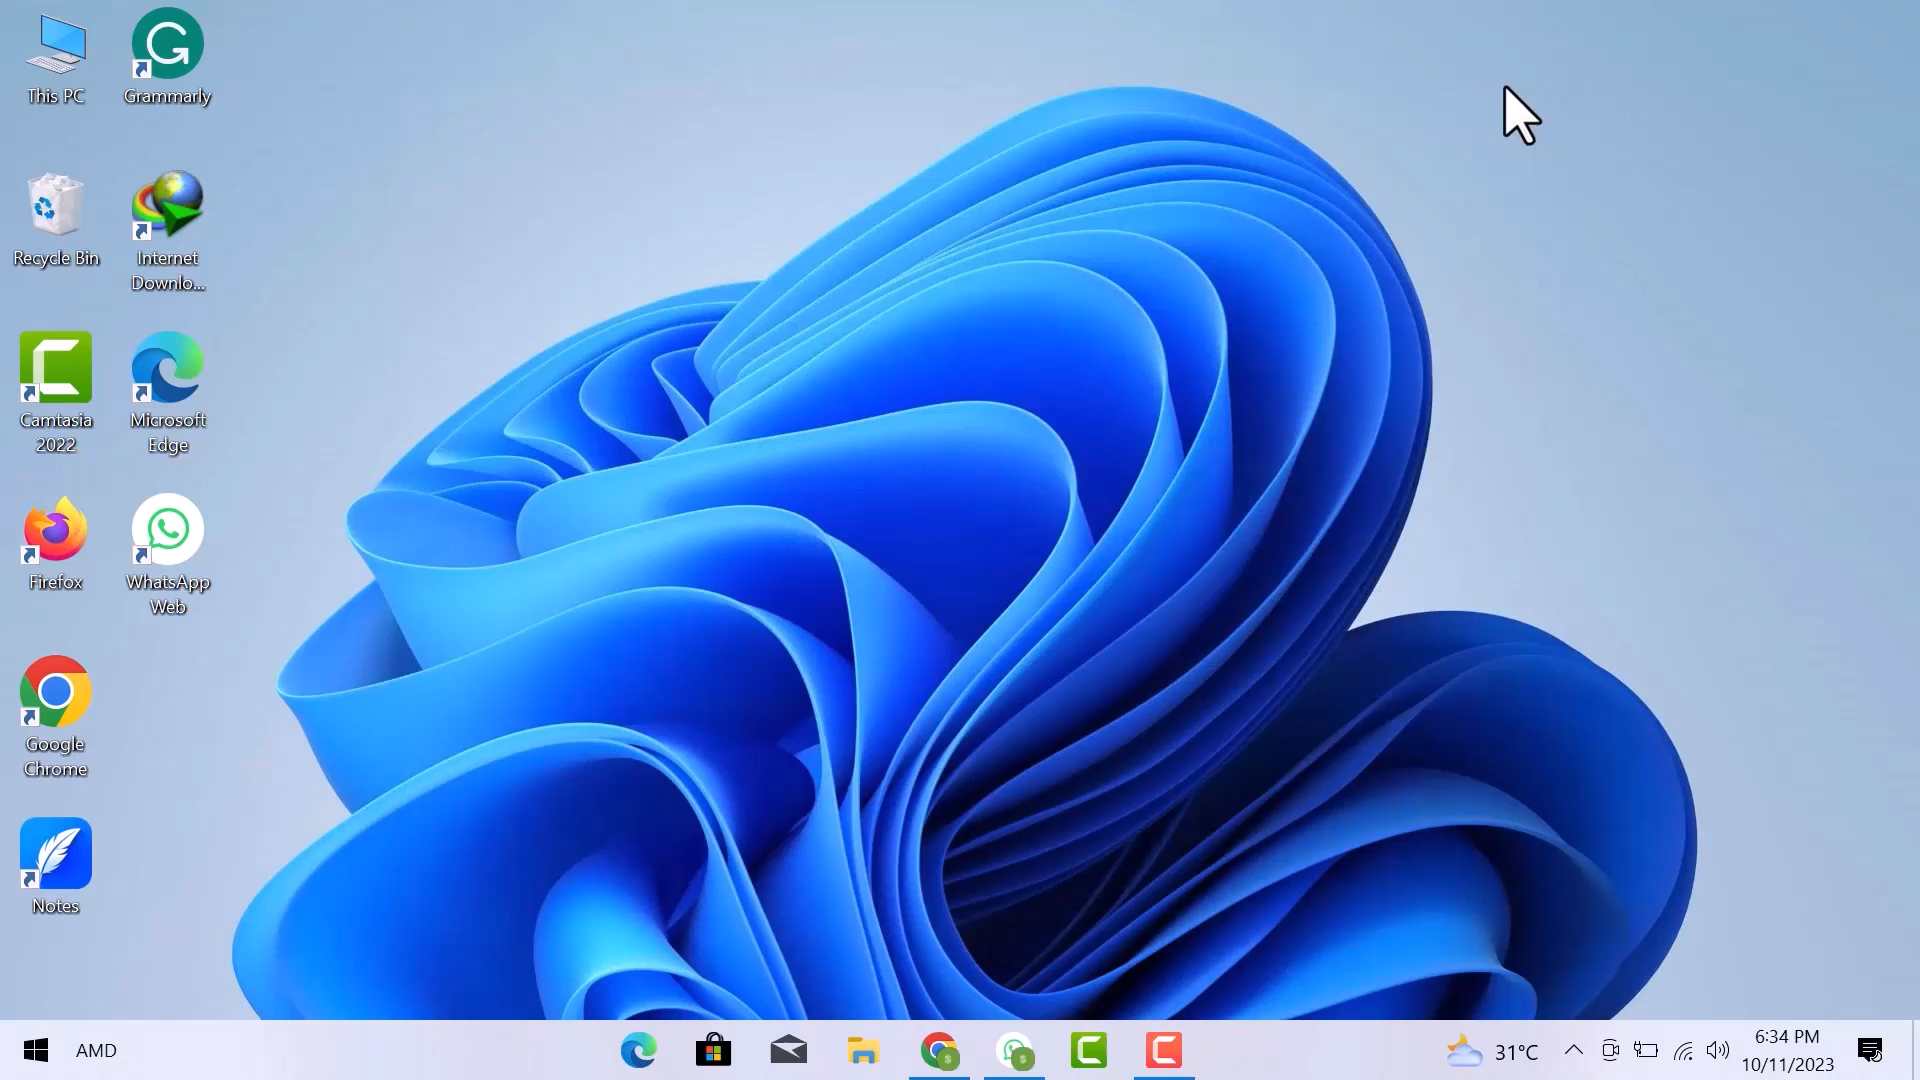 This PC
Grammarly
Recycle Bin
Internet
Downlo...
Camtasia
2022
Microsoft
Edge
Firefox
WhatsApp
Web
Google
Chrome
Notes
AMD
31°C
6:34 PM
10/11/2023